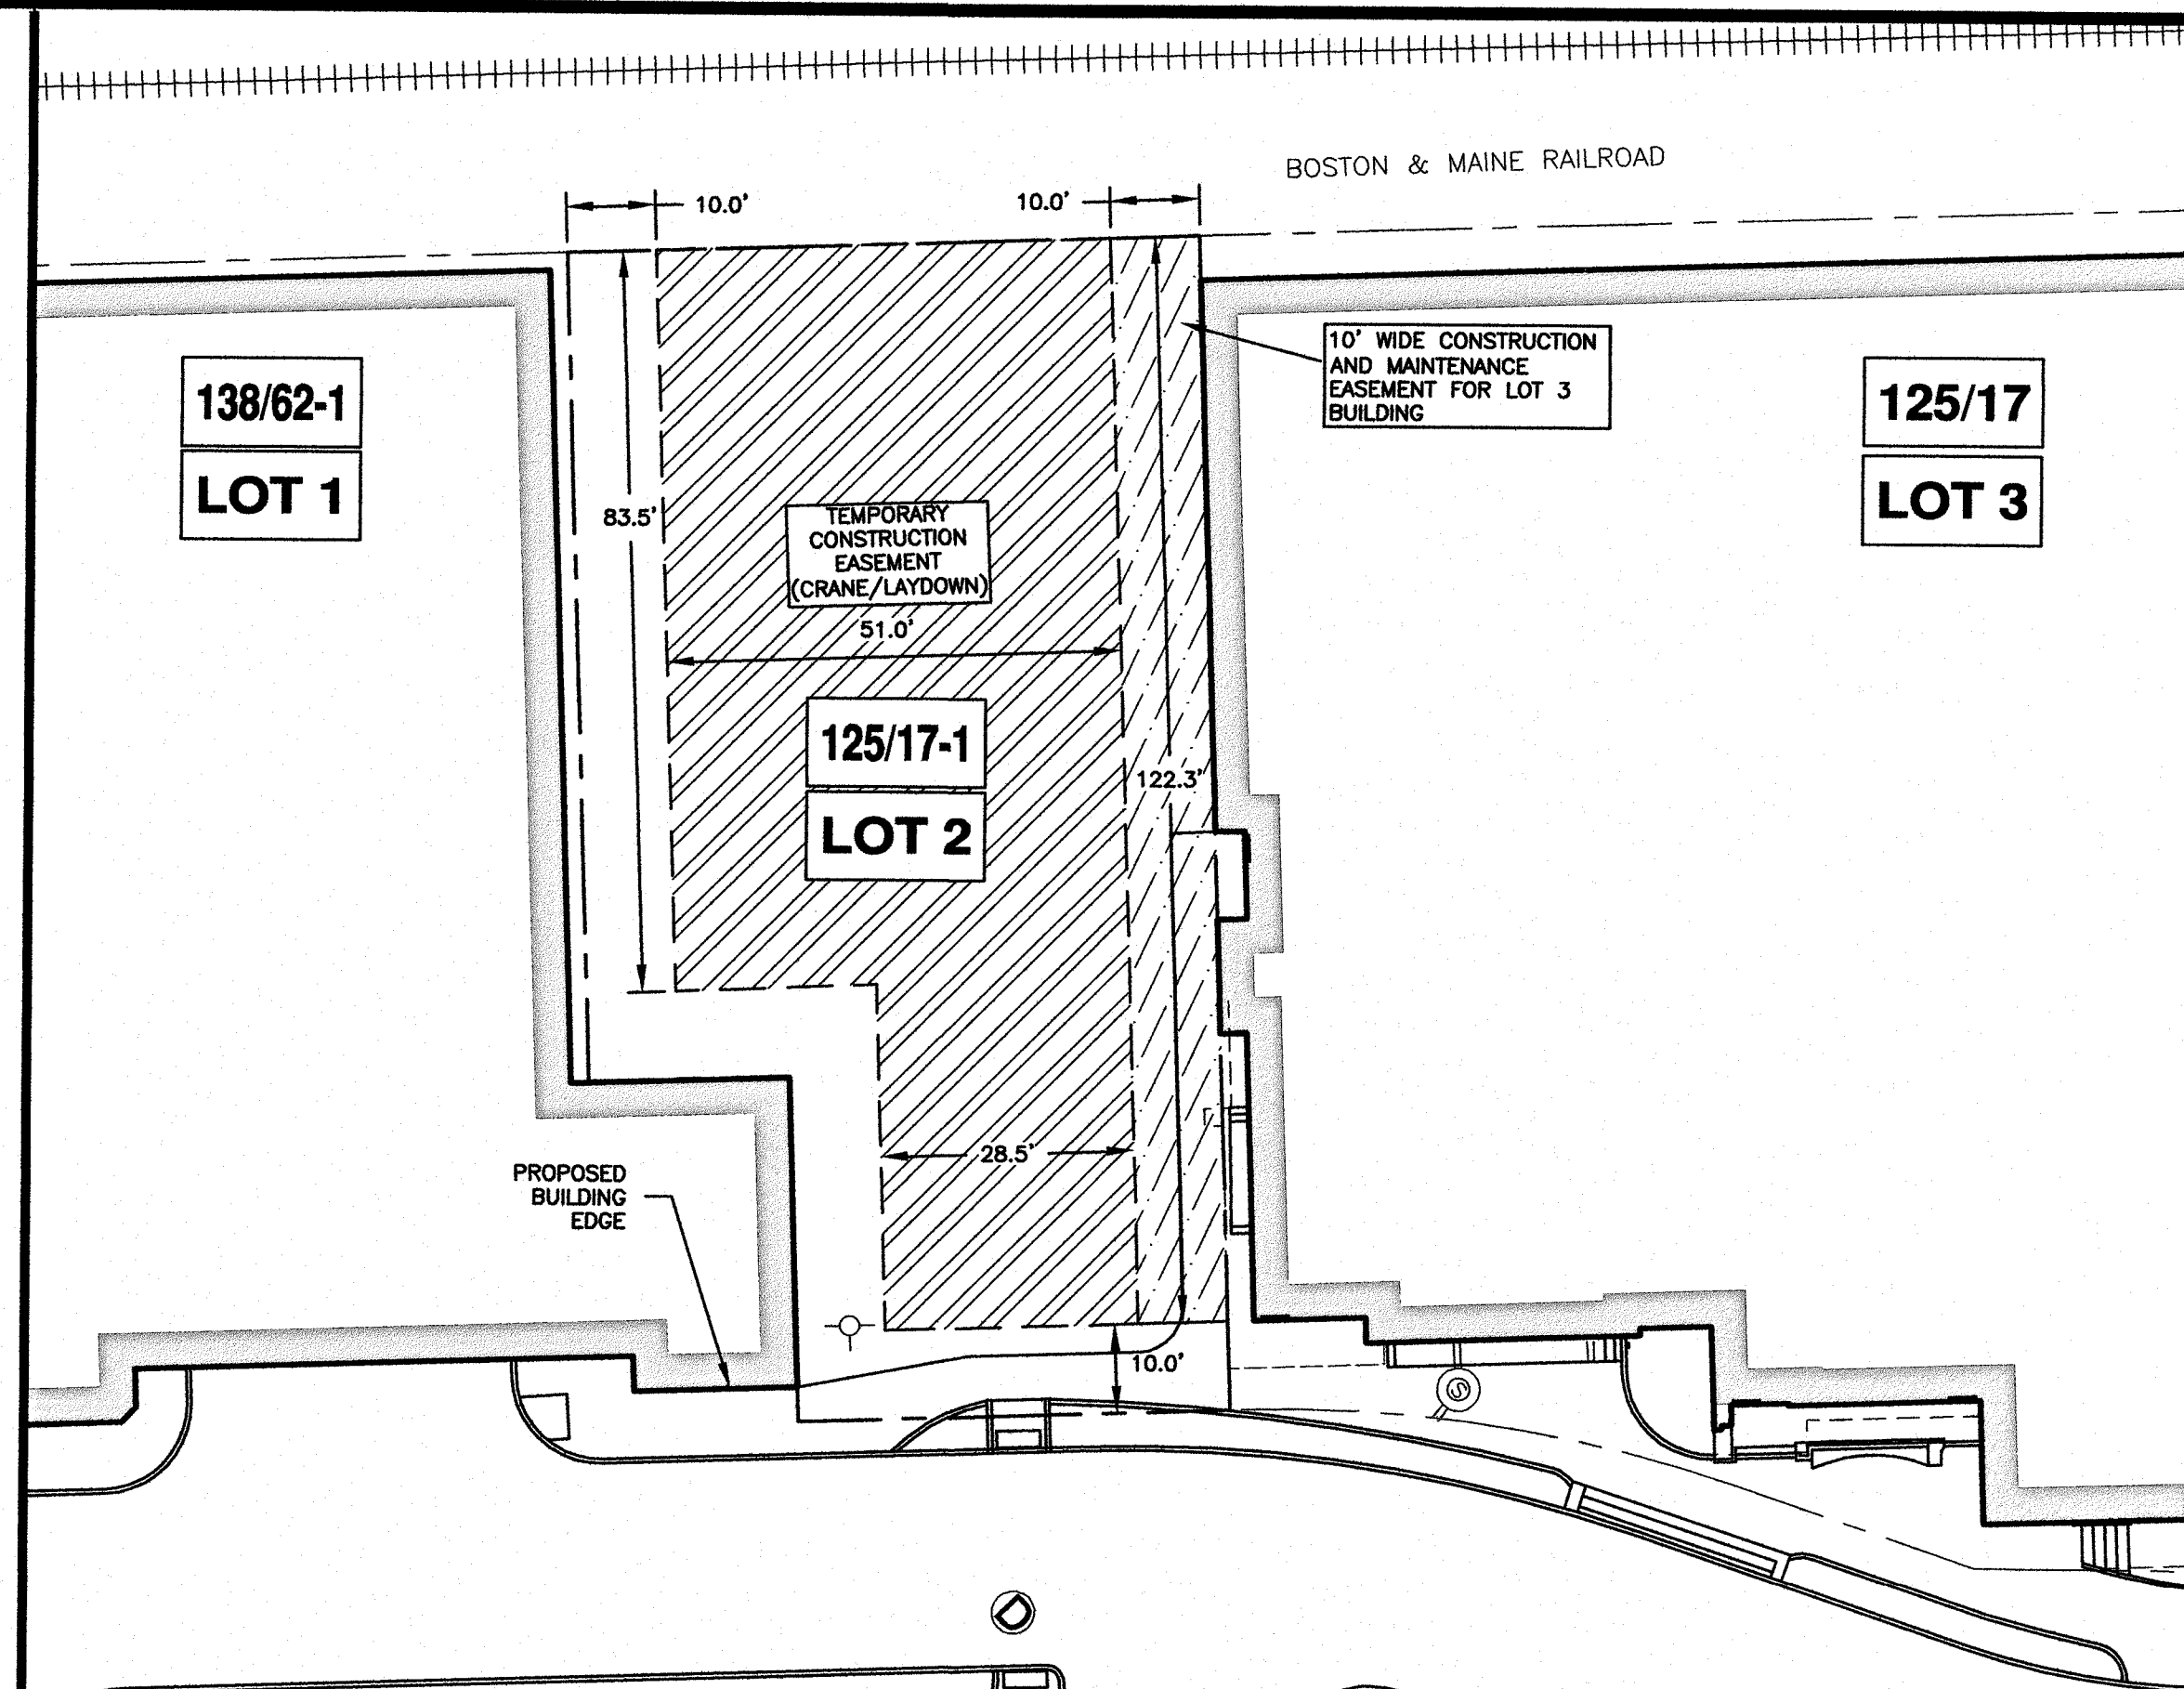 BOSTON & MAINE RAILROAD
10.0'
10.0'
10' WIDE CONSTRUCTION
AND MAINTENANCE
EASEMENT FOR LOT 3
BUILDING
138/62-1
LOT 1
125/17
LOT 3
83.5'
TEMPORARY
CONSTRUCTION
EASEMENT
(CRANE/LAYDOWN)
51.0'
125/17-1
LOT 2
122.3'
28.5'
PROPOSED
BUILDING
EDGE
10.0'
S
D